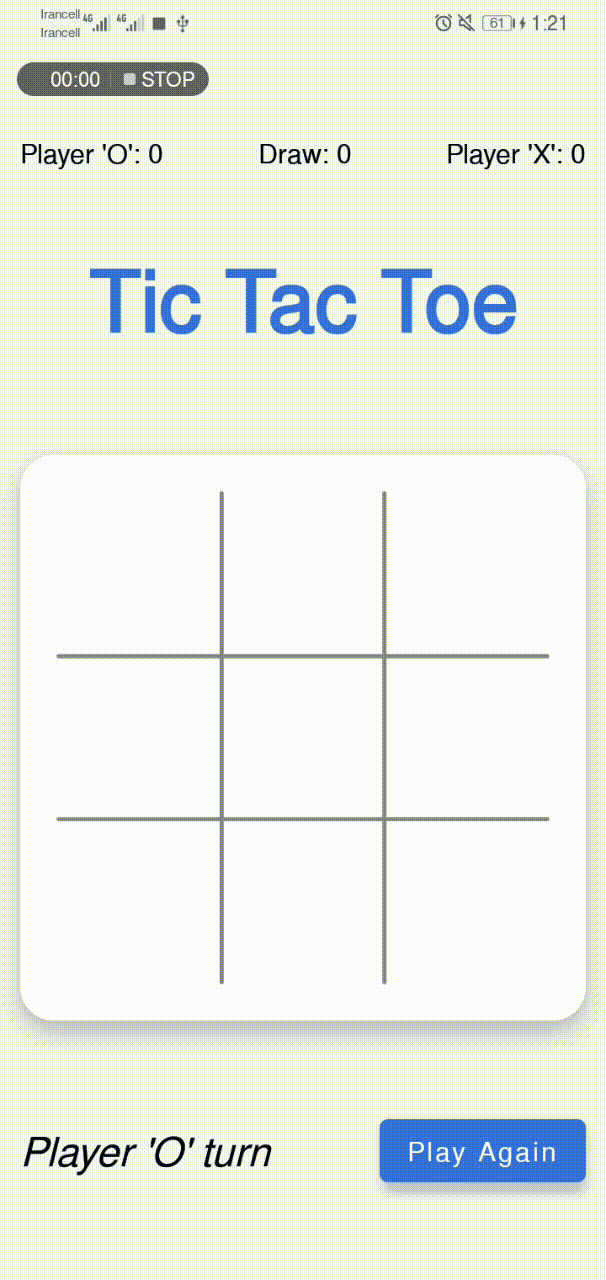 Irancell 4G 4G 61 1:21
Irancell
00:00 STOP
Player 'O': 0 Draw: 0 Player 'X': 0
Tic Tac Toe
Player 'O' turn Play Again